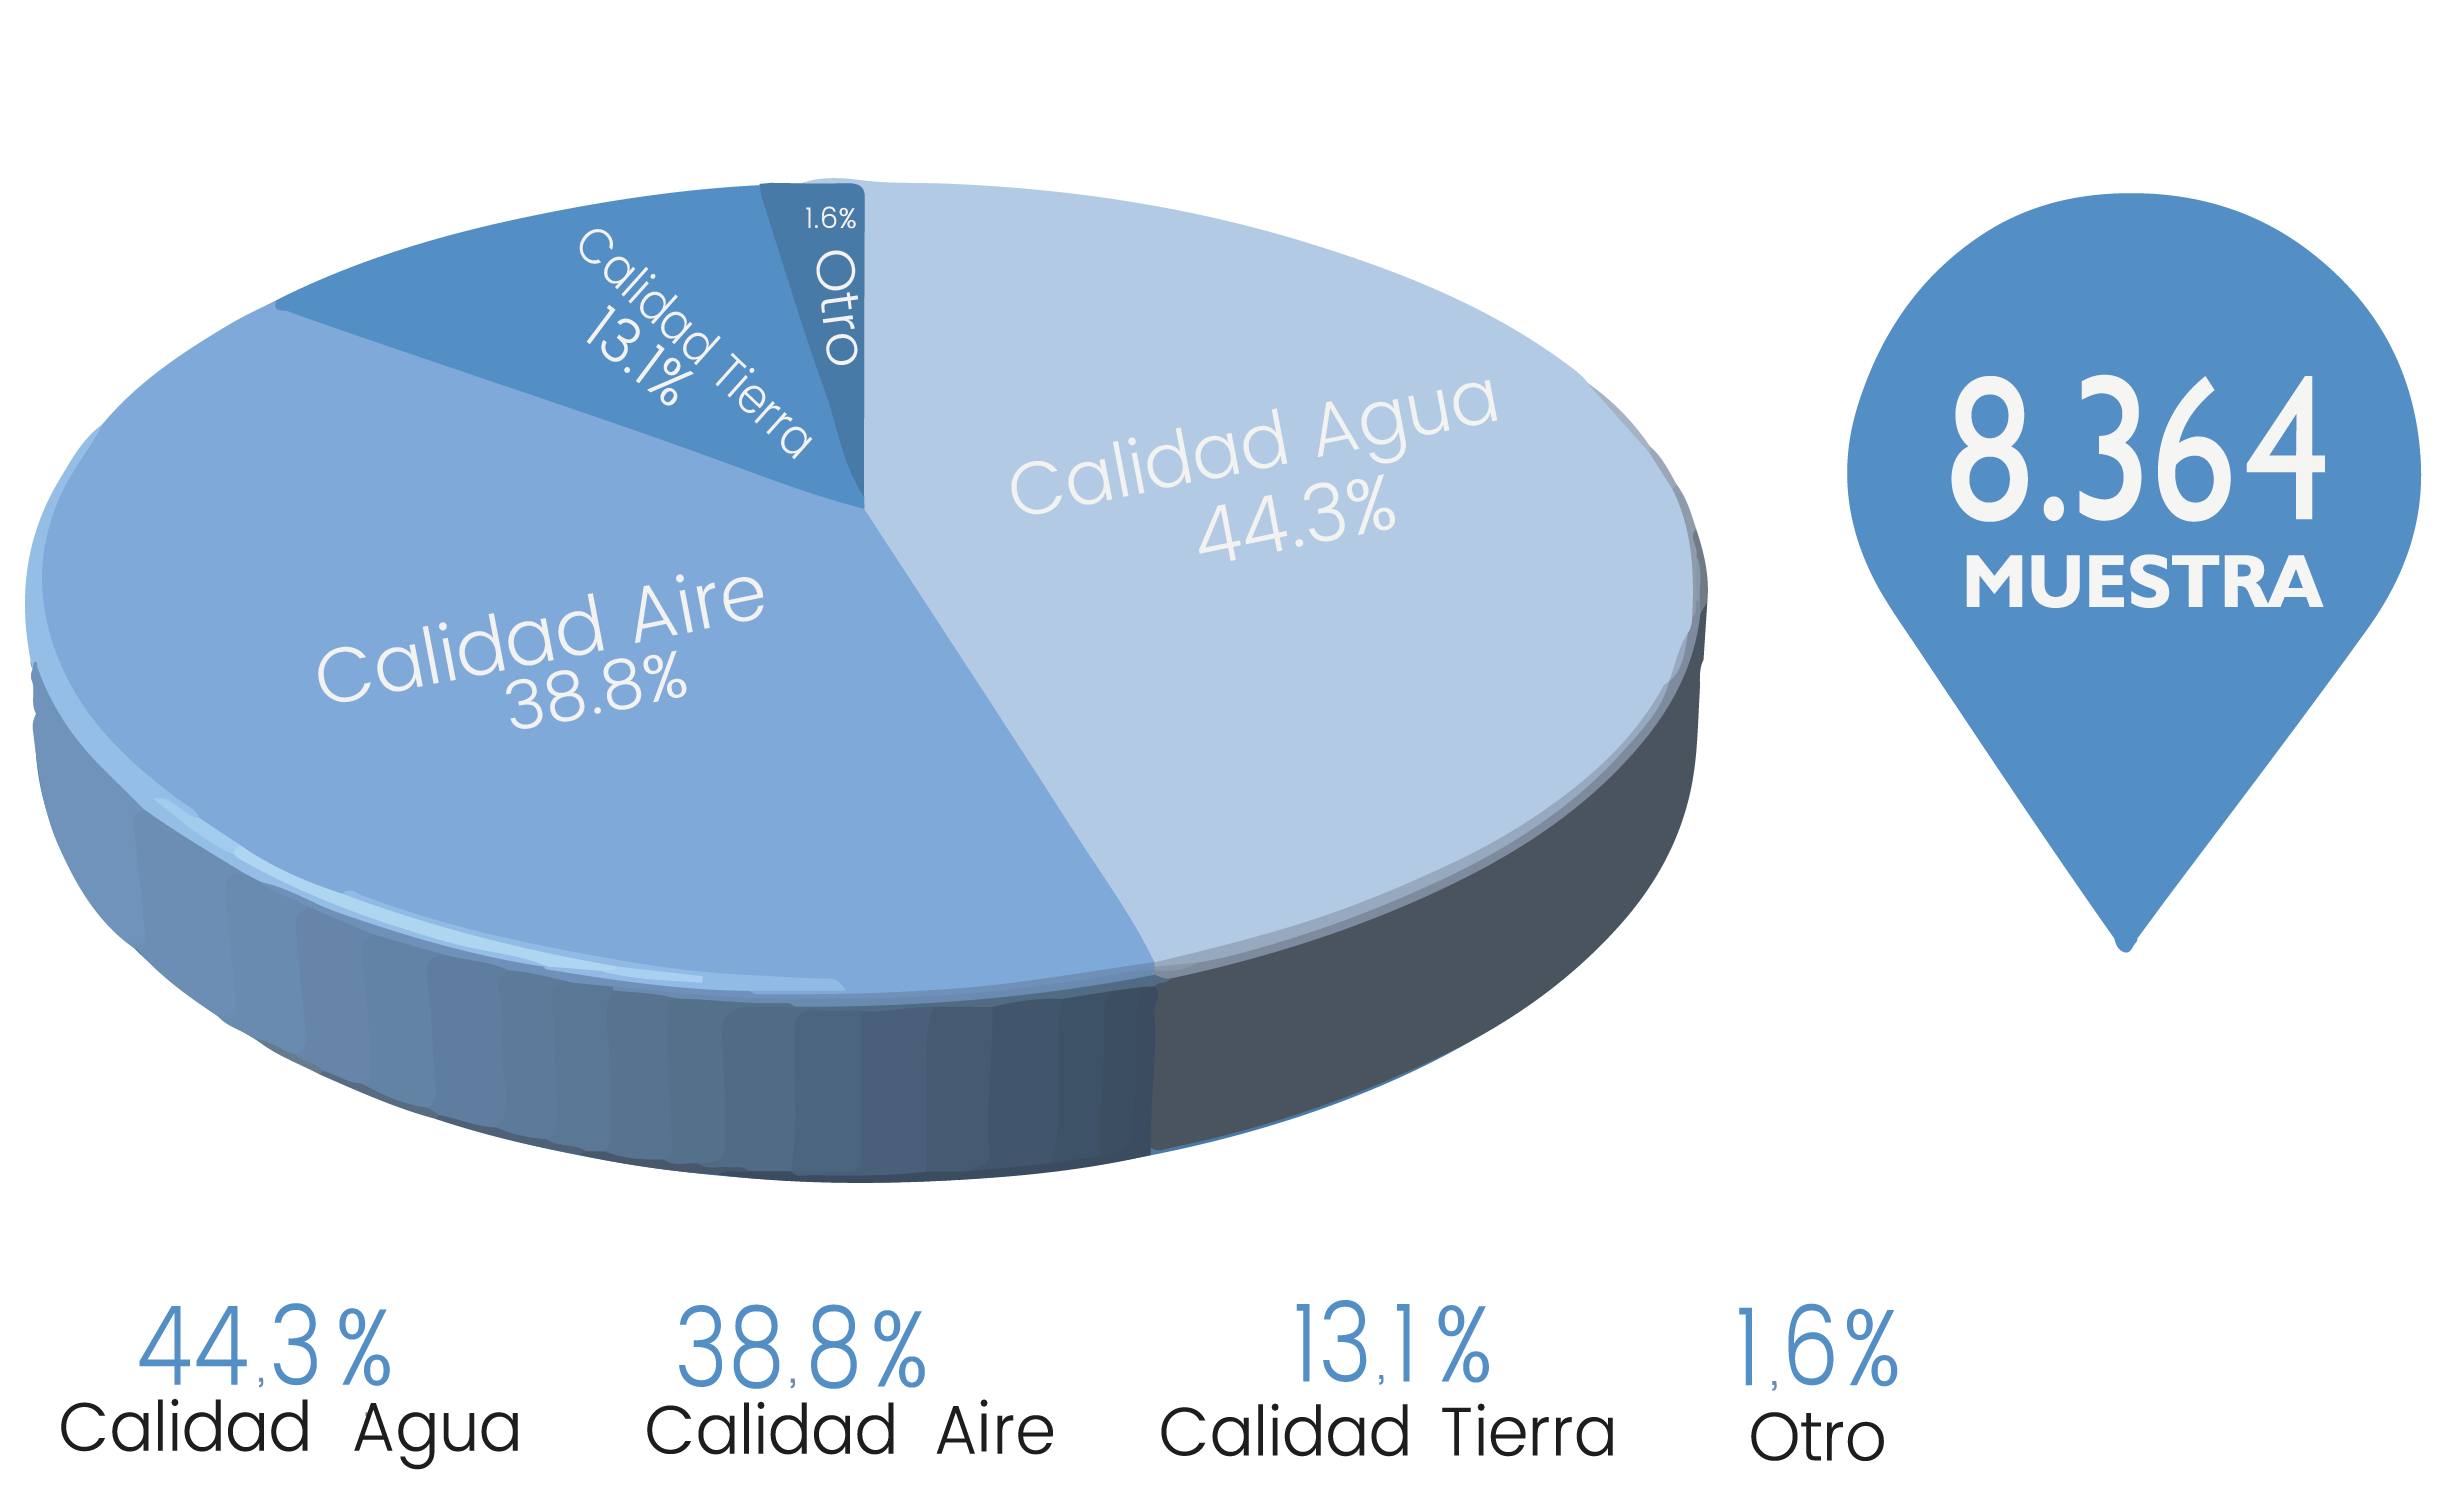 1.6%
Otro
Calidad Tierra
13.1%
Calidad Agua
44.3%
Calidad Aire
38.8%
8.364
MUESTRA
44,3 %
Calidad Agua
38,8%
Calidad Aire
13,1 %
Calidad Tierra
1,6%
Otro